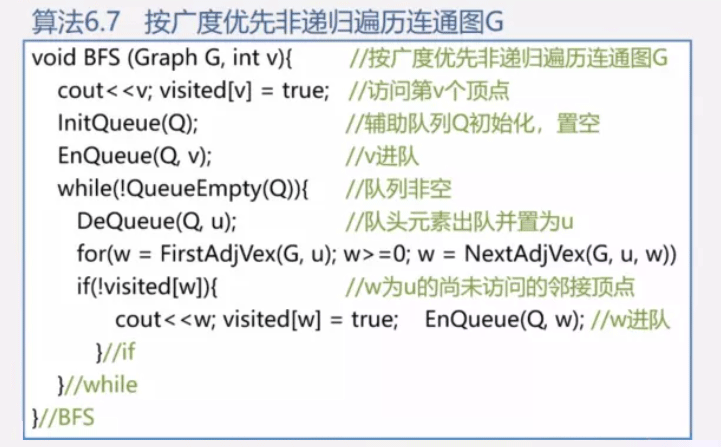 算法6.7 按广度优先非递归遍历连通图G
void BFS (Graph G, int v){ //按广度优先非递归遍历连通图G
cout<<v; visited[v] = true; //访问第v个顶点
InitQueue(Q); //辅助队列Q初始化，置空
EnQueue(Q, v); //v进队
while(!QueueEmpty(Q)){ //队列非空
DeQueue(Q, u); //队头元素出队并置为u
for(w = FirstAdjVex(G, u); w>=0; w = NextAdjVex(G, u, w))
if(!visited[w]){ //w为u的尚未访问的邻接顶点
cout<<w; visited[w] = true; EnQueue(Q, w); //w进队
}//if
}//while
}//BFS